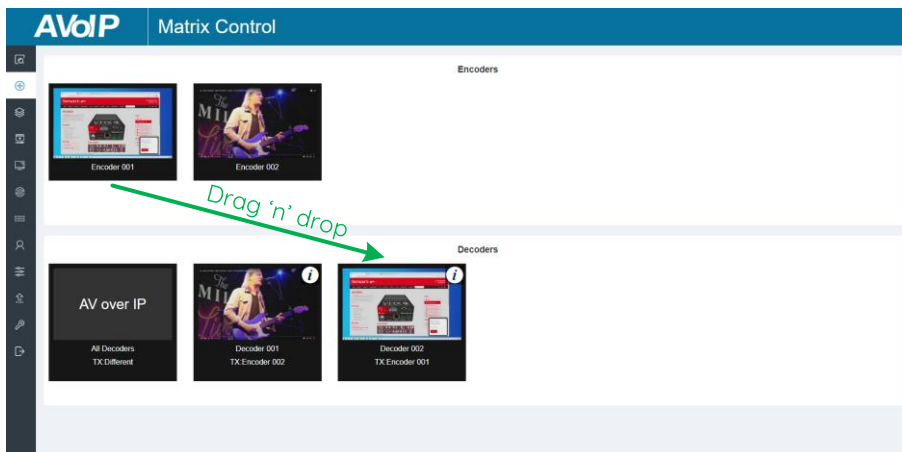 AVoIP
Matrix Control
Encoders
Encoder 001
Encoder 002
Drag ‘n’ drop
Decoders
AV over IP
All Decoders
TX:Different
Decoder 001
TX:Encoder 002
Decoder 002
TX:Encoder 001